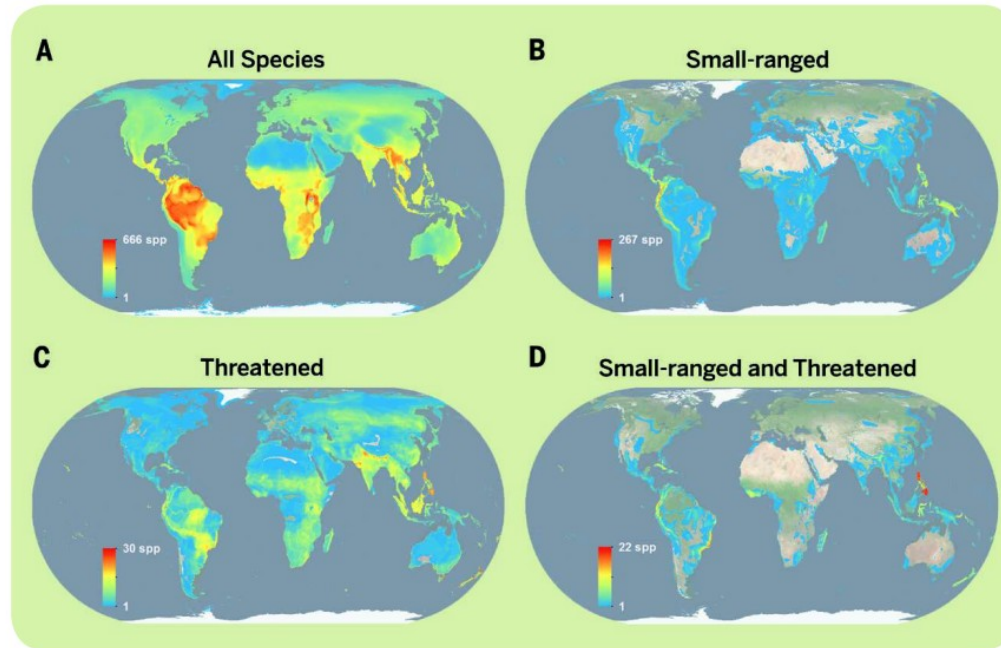 A
All Species
666 spp
1
B
Small-ranged
267 spp
1
C
Threatened
30 spp
1
D
Small-ranged and Threatened
22 spp
1